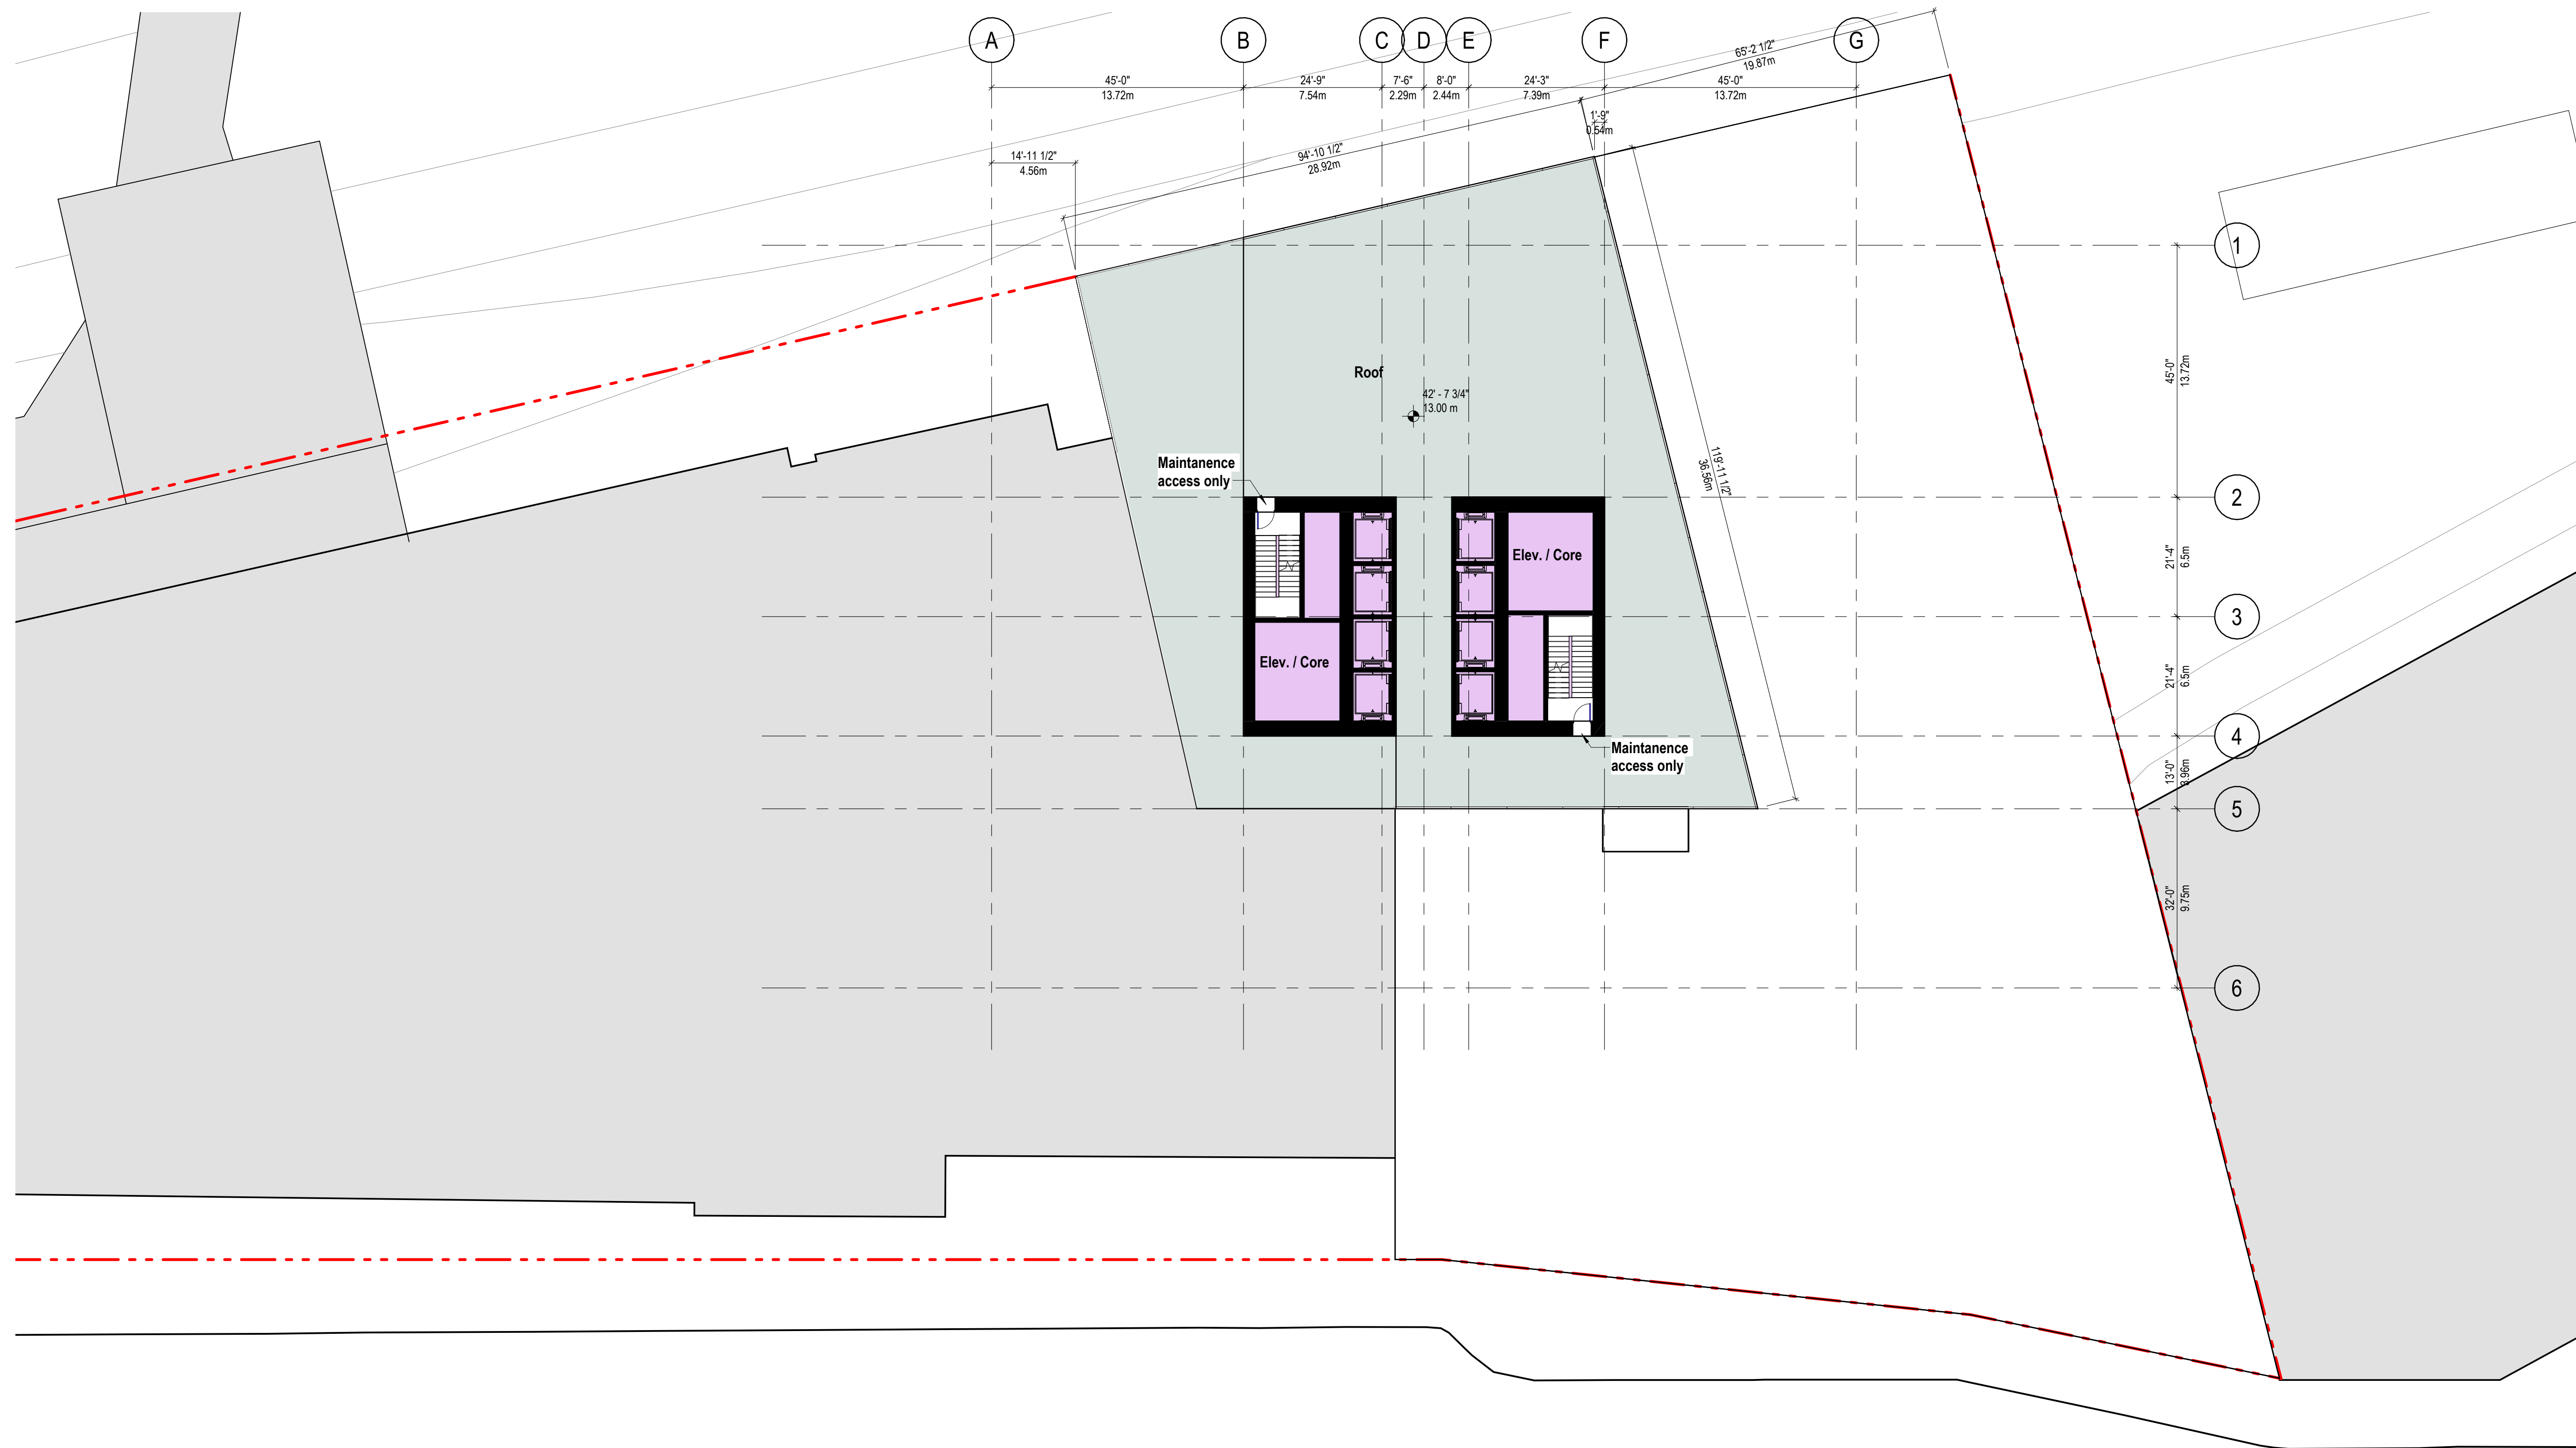 A
B
C
D
E
F
G
65'-2 1/2"
19.87m
45'-0"
24'-9"
7'-6"
8'-0"
24'-3"
45'-0"
13.72m
7.54m
2.29m
2.44m
7.39m
13.72m
1'-9"
0.54m
94'-10 1/2"
28.92m
14'-11 1/2"
4.56m
1
45'-0"
13.72m
Roof
42' - 7 3/4"
13.00 m
119'-11 1/2"
36.56m
Maintanence
access only
2
Elev. / Core
21'-4"
6.5m
3
Elev. / Core
21'-4"
6.5m
4
Maintanence
access only
13'-0"
3.96m
5
32'-0"
9.75m
6